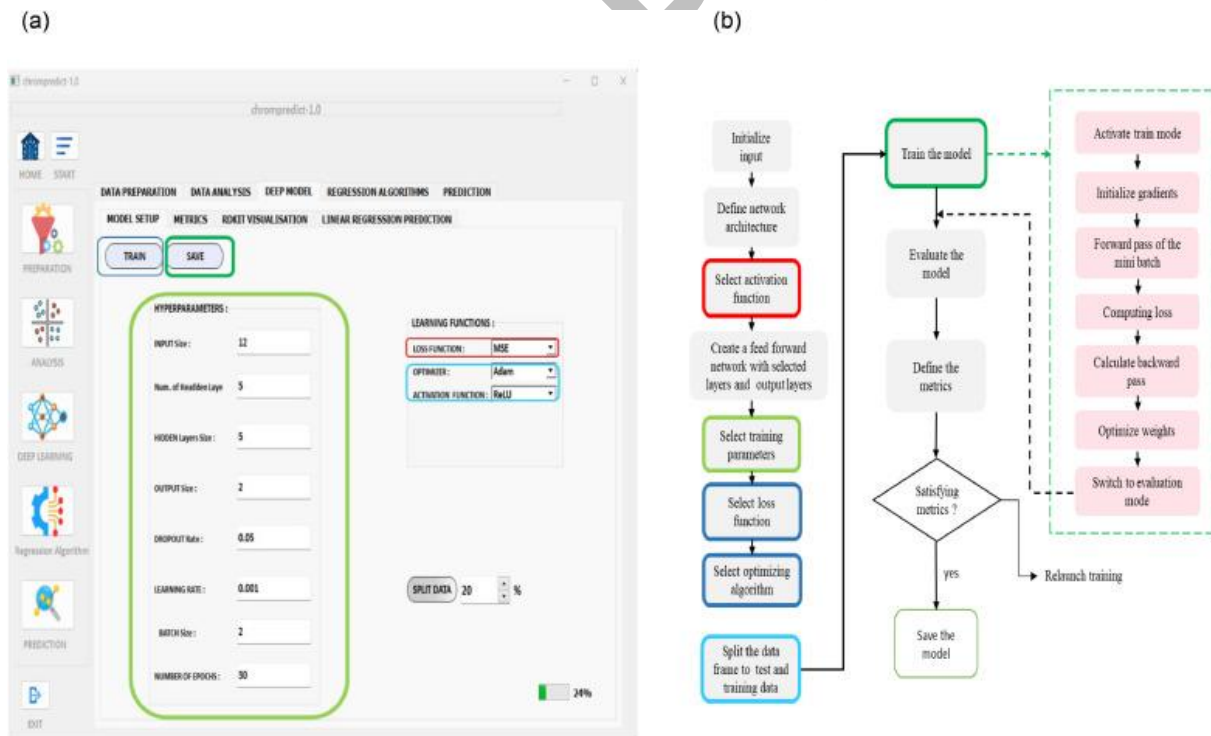 (a)
chrompredict-1.0
chrompredict-1.0
HOME START
PREPARATION
ANALYSIS
DEEP LEARNING
Regression Algorithm
PREDICTION
EXIT
DATA PREPARATION DATA ANALYSIS DEEP MODEL REGRESSION ALGORITHMS PREDICTION
MODEL SETUP METRICS RDKIT VISUALISATION LINEAR REGRESSION PREDICTION
TRAIN SAVE
HYPERPARAMETERS :
INPUT Size : 12
Num. of Headden Laye 5
HIDDEN Layers Size : 5
OUTPUT Size : 2
DROPOUT Rate : 0.05
LEARNING RATE : 0.001
BATCH Size : 2
NUMBER OF EPOCHS : 30
LEARNING FUNCTIONS :
LOSS FUNCTION : MSE
OPTIMIZER : Adam
ACTIVATION FUNCTION : ReLU
SPLIT DATA 20 %
24%
(b)
Initialize
input
Define network
architecture
Select activation
function
Create a feed forward
network with selected
layers and output layers
Select training
parameters
Select loss
function
Select optimizing
algorithm
Split the data
frame to test and
training data
Train the model
Evaluate the
model
Define the
metrics
Satisfying
metrics ?
yes
Relaunch training
Save the
model
Activate train mode
Initialize gradients
Forward pass of the
mini batch
Computing loss
Calculate backward
pass
Optimize weights
Switch to evaluation
mode